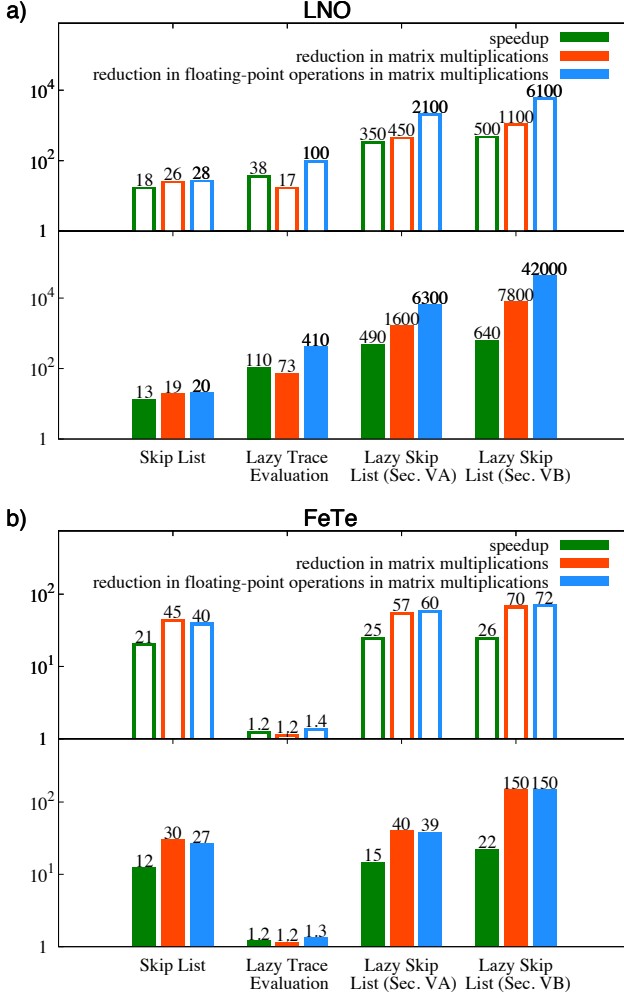 a)
LNO
speedup
reduction in matrix multiplications
reduction in floating-point operations in matrix multiplications
10^4
10^2
1
18
26
28
38
17
100
350
450
2100
500
1100
6100
10^4
10^2
1
13
19
20
110
73
410
490
1600
6300
640
7800
42000
Skip List
Lazy Trace
Evaluation
Lazy Skip
List (Sec. VA)
Lazy Skip
List (Sec. VB)
b)
FeTe
speedup
reduction in matrix multiplications
reduction in floating-point operations in matrix multiplications
10^2
10^1
1
21
45
40
1.2
1.2
1.4
25
57
60
26
70
72
10^2
10^1
1
12
30
27
1.2
1.2
1.3
15
40
39
22
150
150
Skip List
Lazy Trace
Evaluation
Lazy Skip
List (Sec. VA)
Lazy Skip
List (Sec. VB)